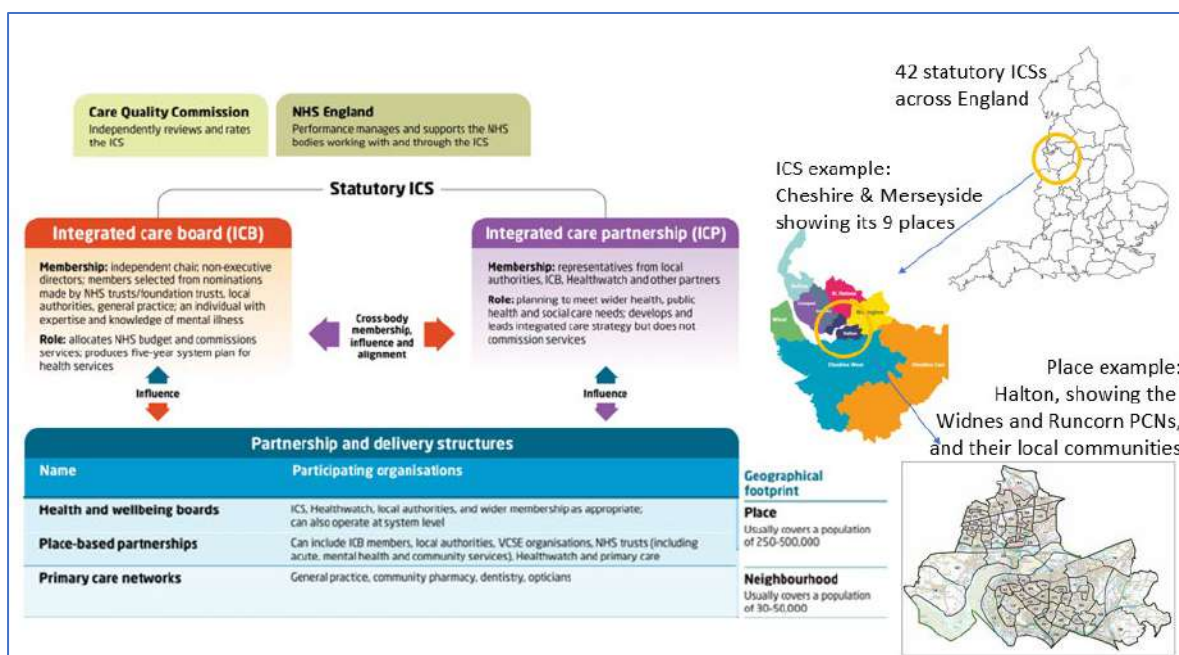 Care Quality Commission
Independently reviews and rates
the ICS
NHS England
Performance manages and supports the NHS
bodies working with and through the ICS
Statutory ICS
Integrated care board (ICB)
Membership: independent chair; non-executive
directors; members selected from nominations
made by NHS trusts/foundation trusts, local
authorities, general practice; an individual with
expertise and knowledge of mental illness
Role: allocates NHS budget and commissions
services; produces five-year system plan for
health services
Cross-body
membership,
influence and
alignment
Integrated care partnership (ICP)
Membership: representatives from local
authorities, ICB, Healthwatch and other partners
Role: planning to meet wider health, public
health and social care needs; develops and
leads integrated care strategy but does not
commission services
Influence
Influence
Partnership and delivery structures
Name
Participating organisations
Geographical
footprint
Health and wellbeing boards
ICS, Healthwatch, local authorities, and wider membership as appropriate;
can also operate at system level
Place-based partnerships
Can include ICB members, local authorities, VCSE organisations, NHS trusts (including
acute, mental health and community services), Healthwatch and primary care
Place
Usually covers a population
of 250-500,000
Primary care networks
General practice, community pharmacy, dentistry, opticians
Neighbourhood
Usually covers a population
of 30-50,000
42 statutory ICSs
across England
ICS example:
Cheshire & Merseyside
showing its 9 places
Wirral
Cheshire West
Cheshire East
Place example:
Halton, showing the
Widnes and Runcorn PCNs,
and their local communities